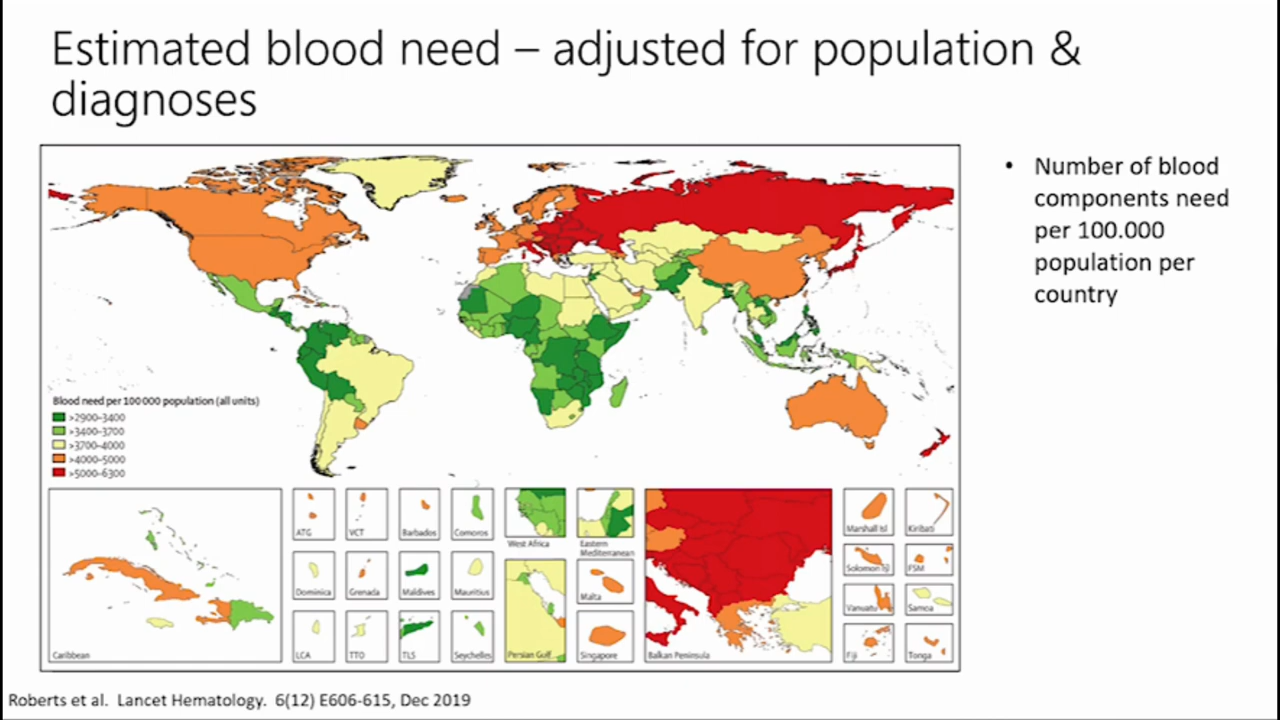 Estimated blood need – adjusted for population &
diagnoses
• Number of blood
components need
per 100.000
population per
country
Blood need per 100 000 population (all units)
>2900–3400
>3400–3700
>3700–4000
>4000–5000
>5000–6300
Caribbean
ATG
VCT
Barbados
Comoros
West Africa
Eastern
Mediterranean
Dominica
Grenada
Maldives
Mauritius
Malta
LCA
TTO
TLS
Seychelles
Persian Gulf
Singapore
Balkan Peninsula
Marshall Isl
Kiribati
Solomon Isl
FSM
Vanuatu
Samoa
Fiji
Tonga
Roberts et al. Lancet Hematology. 6(12) E606-615, Dec 2019